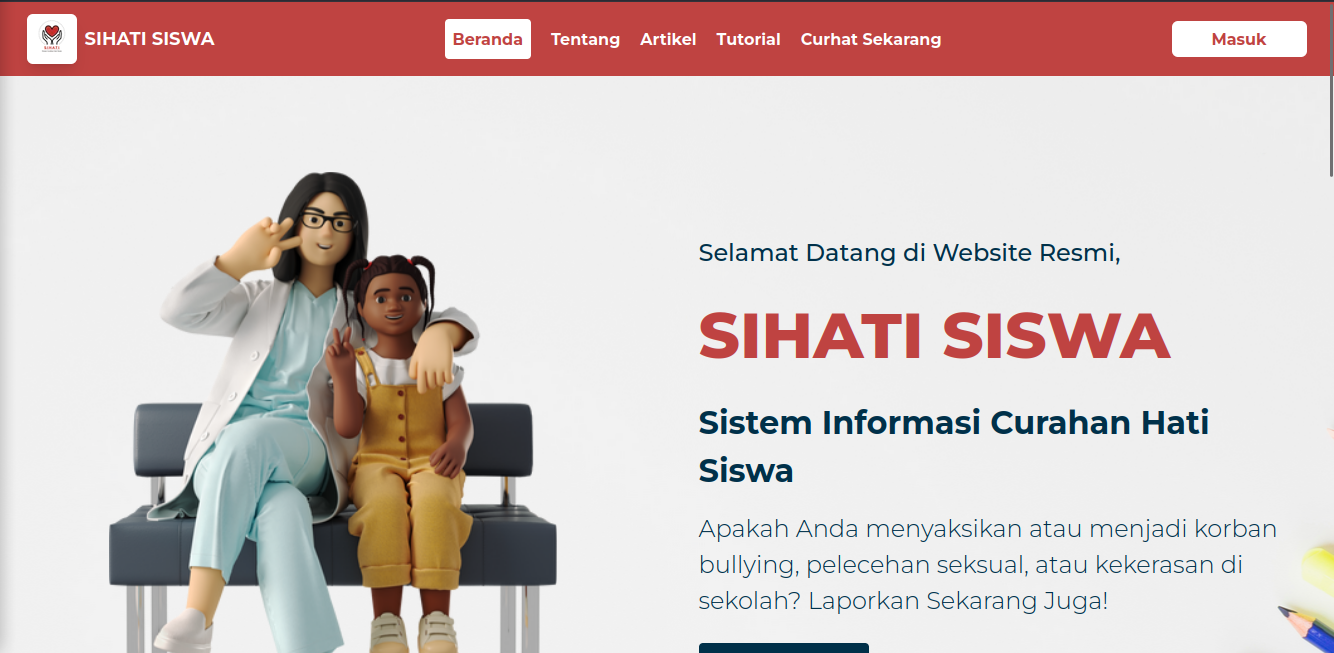 SIHATI
SIHATI SISWA
Beranda
Tentang
Artikel
Tutorial
Curhat Sekarang
Masuk
Selamat Datang di Website Resmi,
SIHATI SISWA
Sistem Informasi Curahan Hati
Siswa
Apakah Anda menyaksikan atau menjadi korban
bullying, pelecehan seksual, atau kekerasan di
sekolah? Laporkan Sekarang Juga!